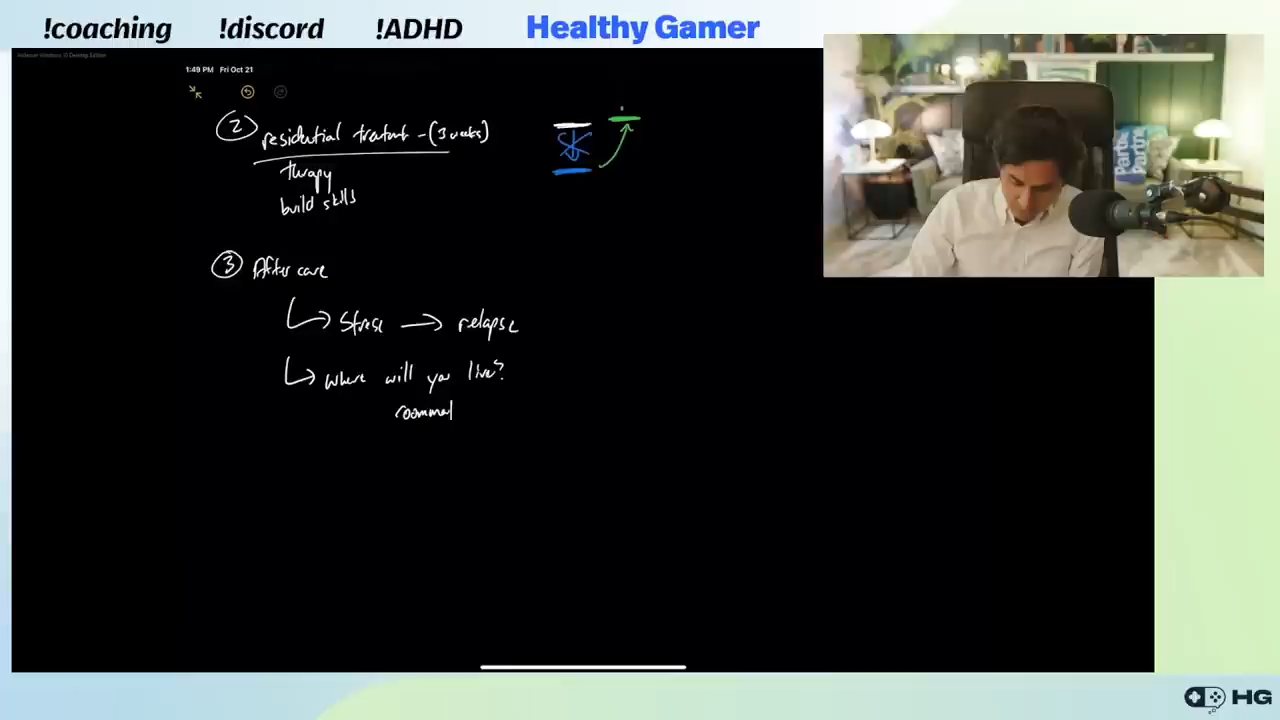 !coaching !discord !ADHD Healthy Gamer
1:49 PM Fri Oct 21
② residential treatment - (3 weeks)
therapy
build skills
③ After care
↳ Stress → relapse
↳ where will you live?
roommat
HG